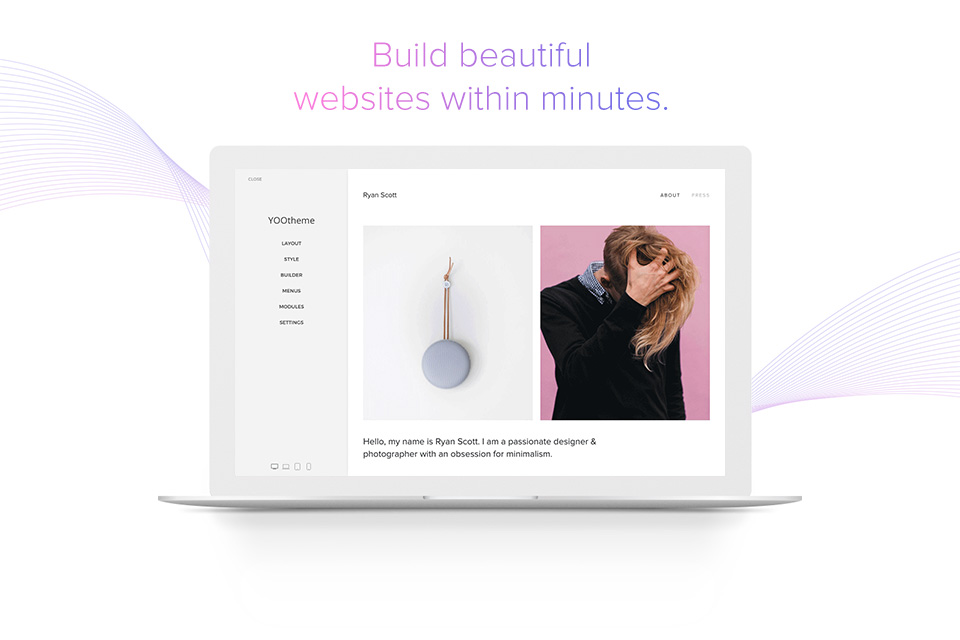 Build beautiful
websites within minutes.
CLOSE
YOOtheme
LAYOUT
STYLE
BUILDER
MENUS
MODULES
SETTINGS
Ryan Scott
ABOUT PRESS
Hello, my name is Ryan Scott. I am a passionate designer &
photographer with an obsession for minimalism.